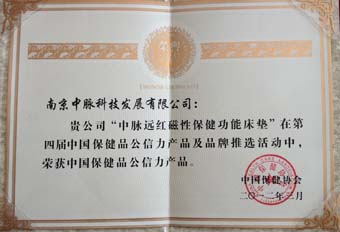 南京中脉科技发展有限公司：
贵公司“中脉远红磁性保健功能床垫”在第
四届中国保健品公信力产品及品牌推选活动中，
荣获中国保健品公信力产品。
中国保健协会
二〇一二年三月